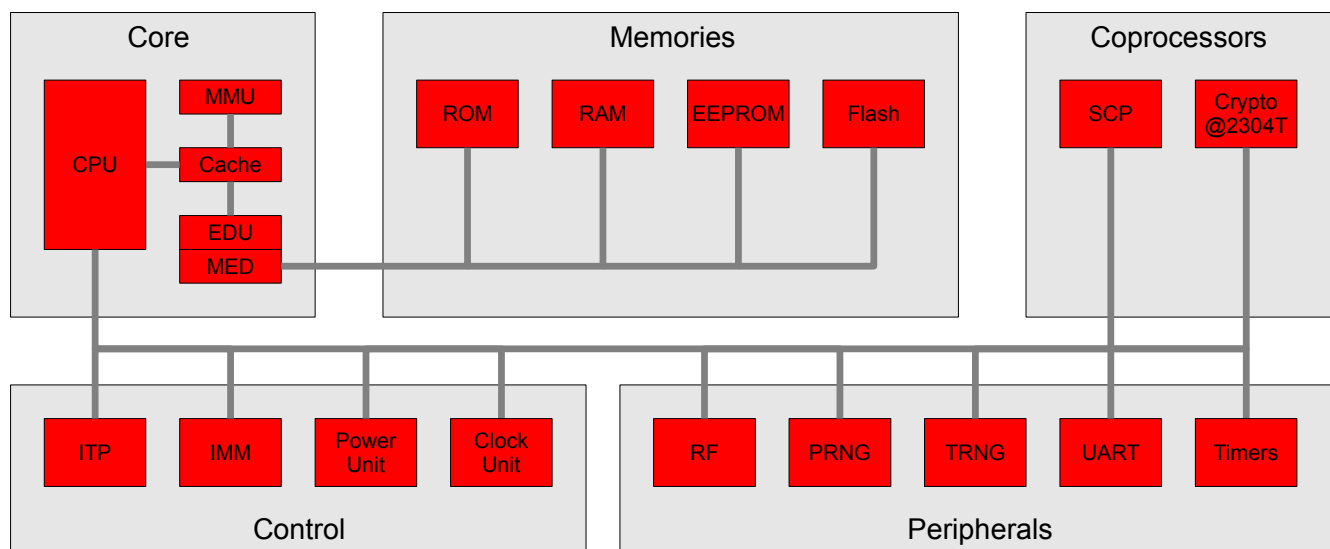 Core
Memories
Coprocessors
CPU
MMU
Cache
EDU
MED
ROM
RAM
EEPROM
Flash
SCP
Crypto
@2304T
ITP
IMM
Power
Unit
Clock
Unit
RF
PRNG
TRNG
UART
Timers
Control
Peripherals